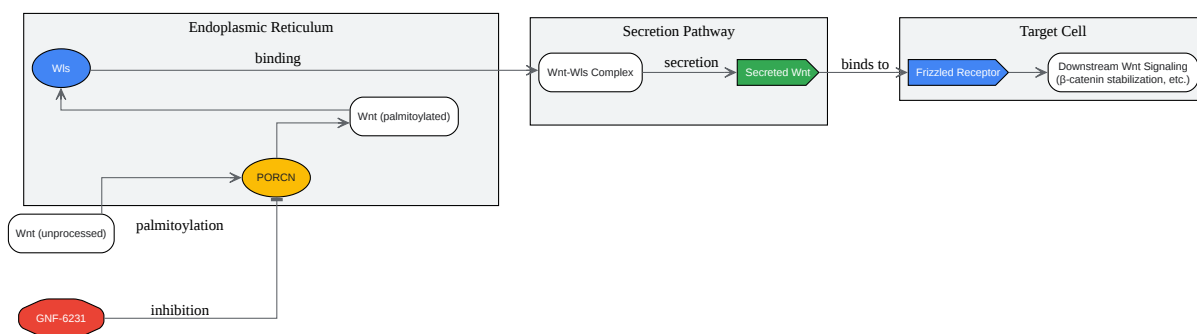 Endoplasmic Reticulum
Wls
binding
Wnt (palmitoylated)
PORCN
Wnt (unprocessed)
palmitoylation
GNF-6231
inhibition
Secretion Pathway
Wnt-Wls Complex
secretion
Secreted Wnt
binds to
Target Cell
Frizzled Receptor
Downstream Wnt Signaling
(β-catenin stabilization, etc.)